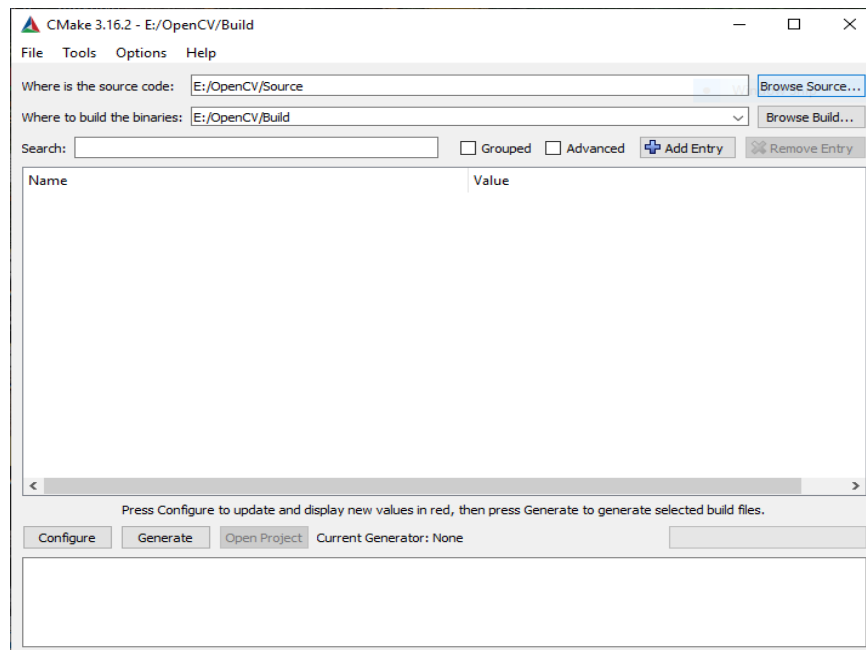 CMake 3.16.2 - E:/OpenCV/Build
File Tools Options Help
Where is the source code: E:/OpenCV/Source Browse Source...
Where to build the binaries: E:/OpenCV/Build Browse Build...
Search: Grouped Advanced Add Entry Remove Entry
Name Value
Press Configure to update and display new values in red, then press Generate to generate selected build files.
Configure Generate Open Project Current Generator: None